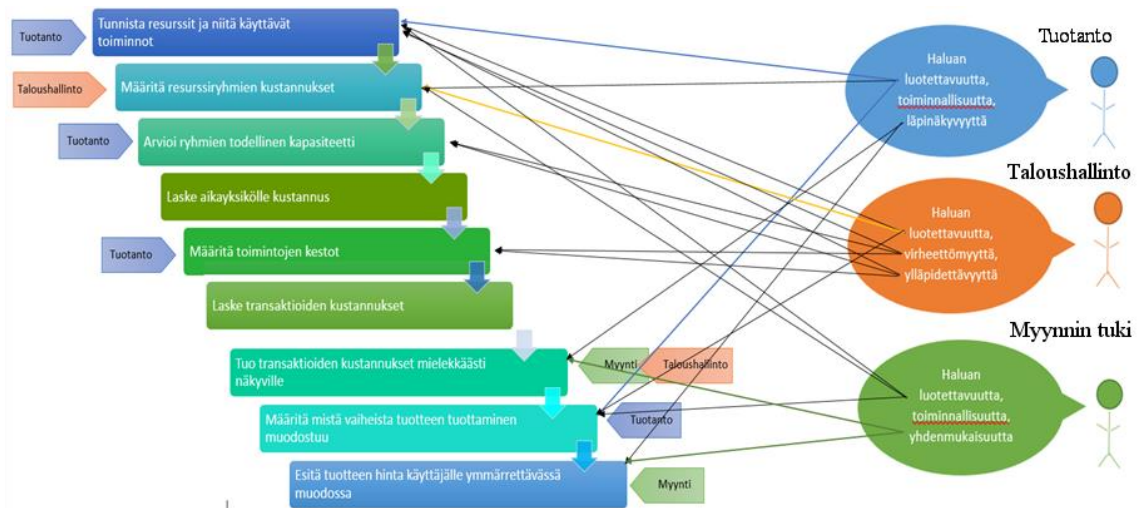 Tuotanto
Tunnista resurssit ja niitä käyttävät
toiminnot
Taloushallinto
Määritä resurssiryhmien kustannukset
Tuotanto
Arvioi ryhmien todellinen kapasiteetti
Laske aikayksikölle kustannus
Tuotanto
Määritä toimintojen kestot
Laske transaktioiden kustannukset
Tuo transaktioiden kustannukset mielekkäästi
näkyville
Myynti
Taloushallinto
Määritä mistä vaiheista tuotteen tuottaminen
muodostuu
Tuotanto
Esitä tuotteen hinta käyttäjälle ymmärrettävässä
muodossa
Myynti
Tuotanto
Haluan
luotettavuutta,
toiminnallisuutta,
läpinäkyvyyttä
Taloushallinto
Haluan
luotettavuutta,
virheettömyyttä,
ylläpidettävyyttä
Myynnin tuki
Haluan
luotettavuutta,
toiminnallisuutta,
yhdenmukaisuutta